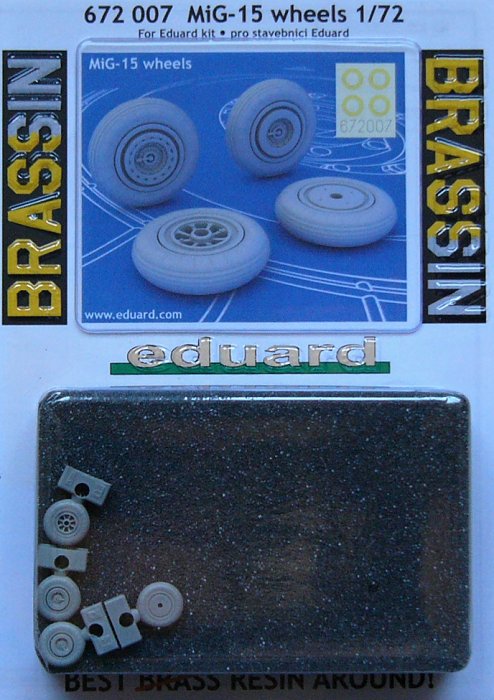 672 007 MiG-15 wheels 1/72
For Eduard kit • pro stavebnici Eduard
BRASSIN
MiG-15 wheels
672007
BRASSIN
www.eduard.com
eduard
BEST BRASS RESIN AROUND!